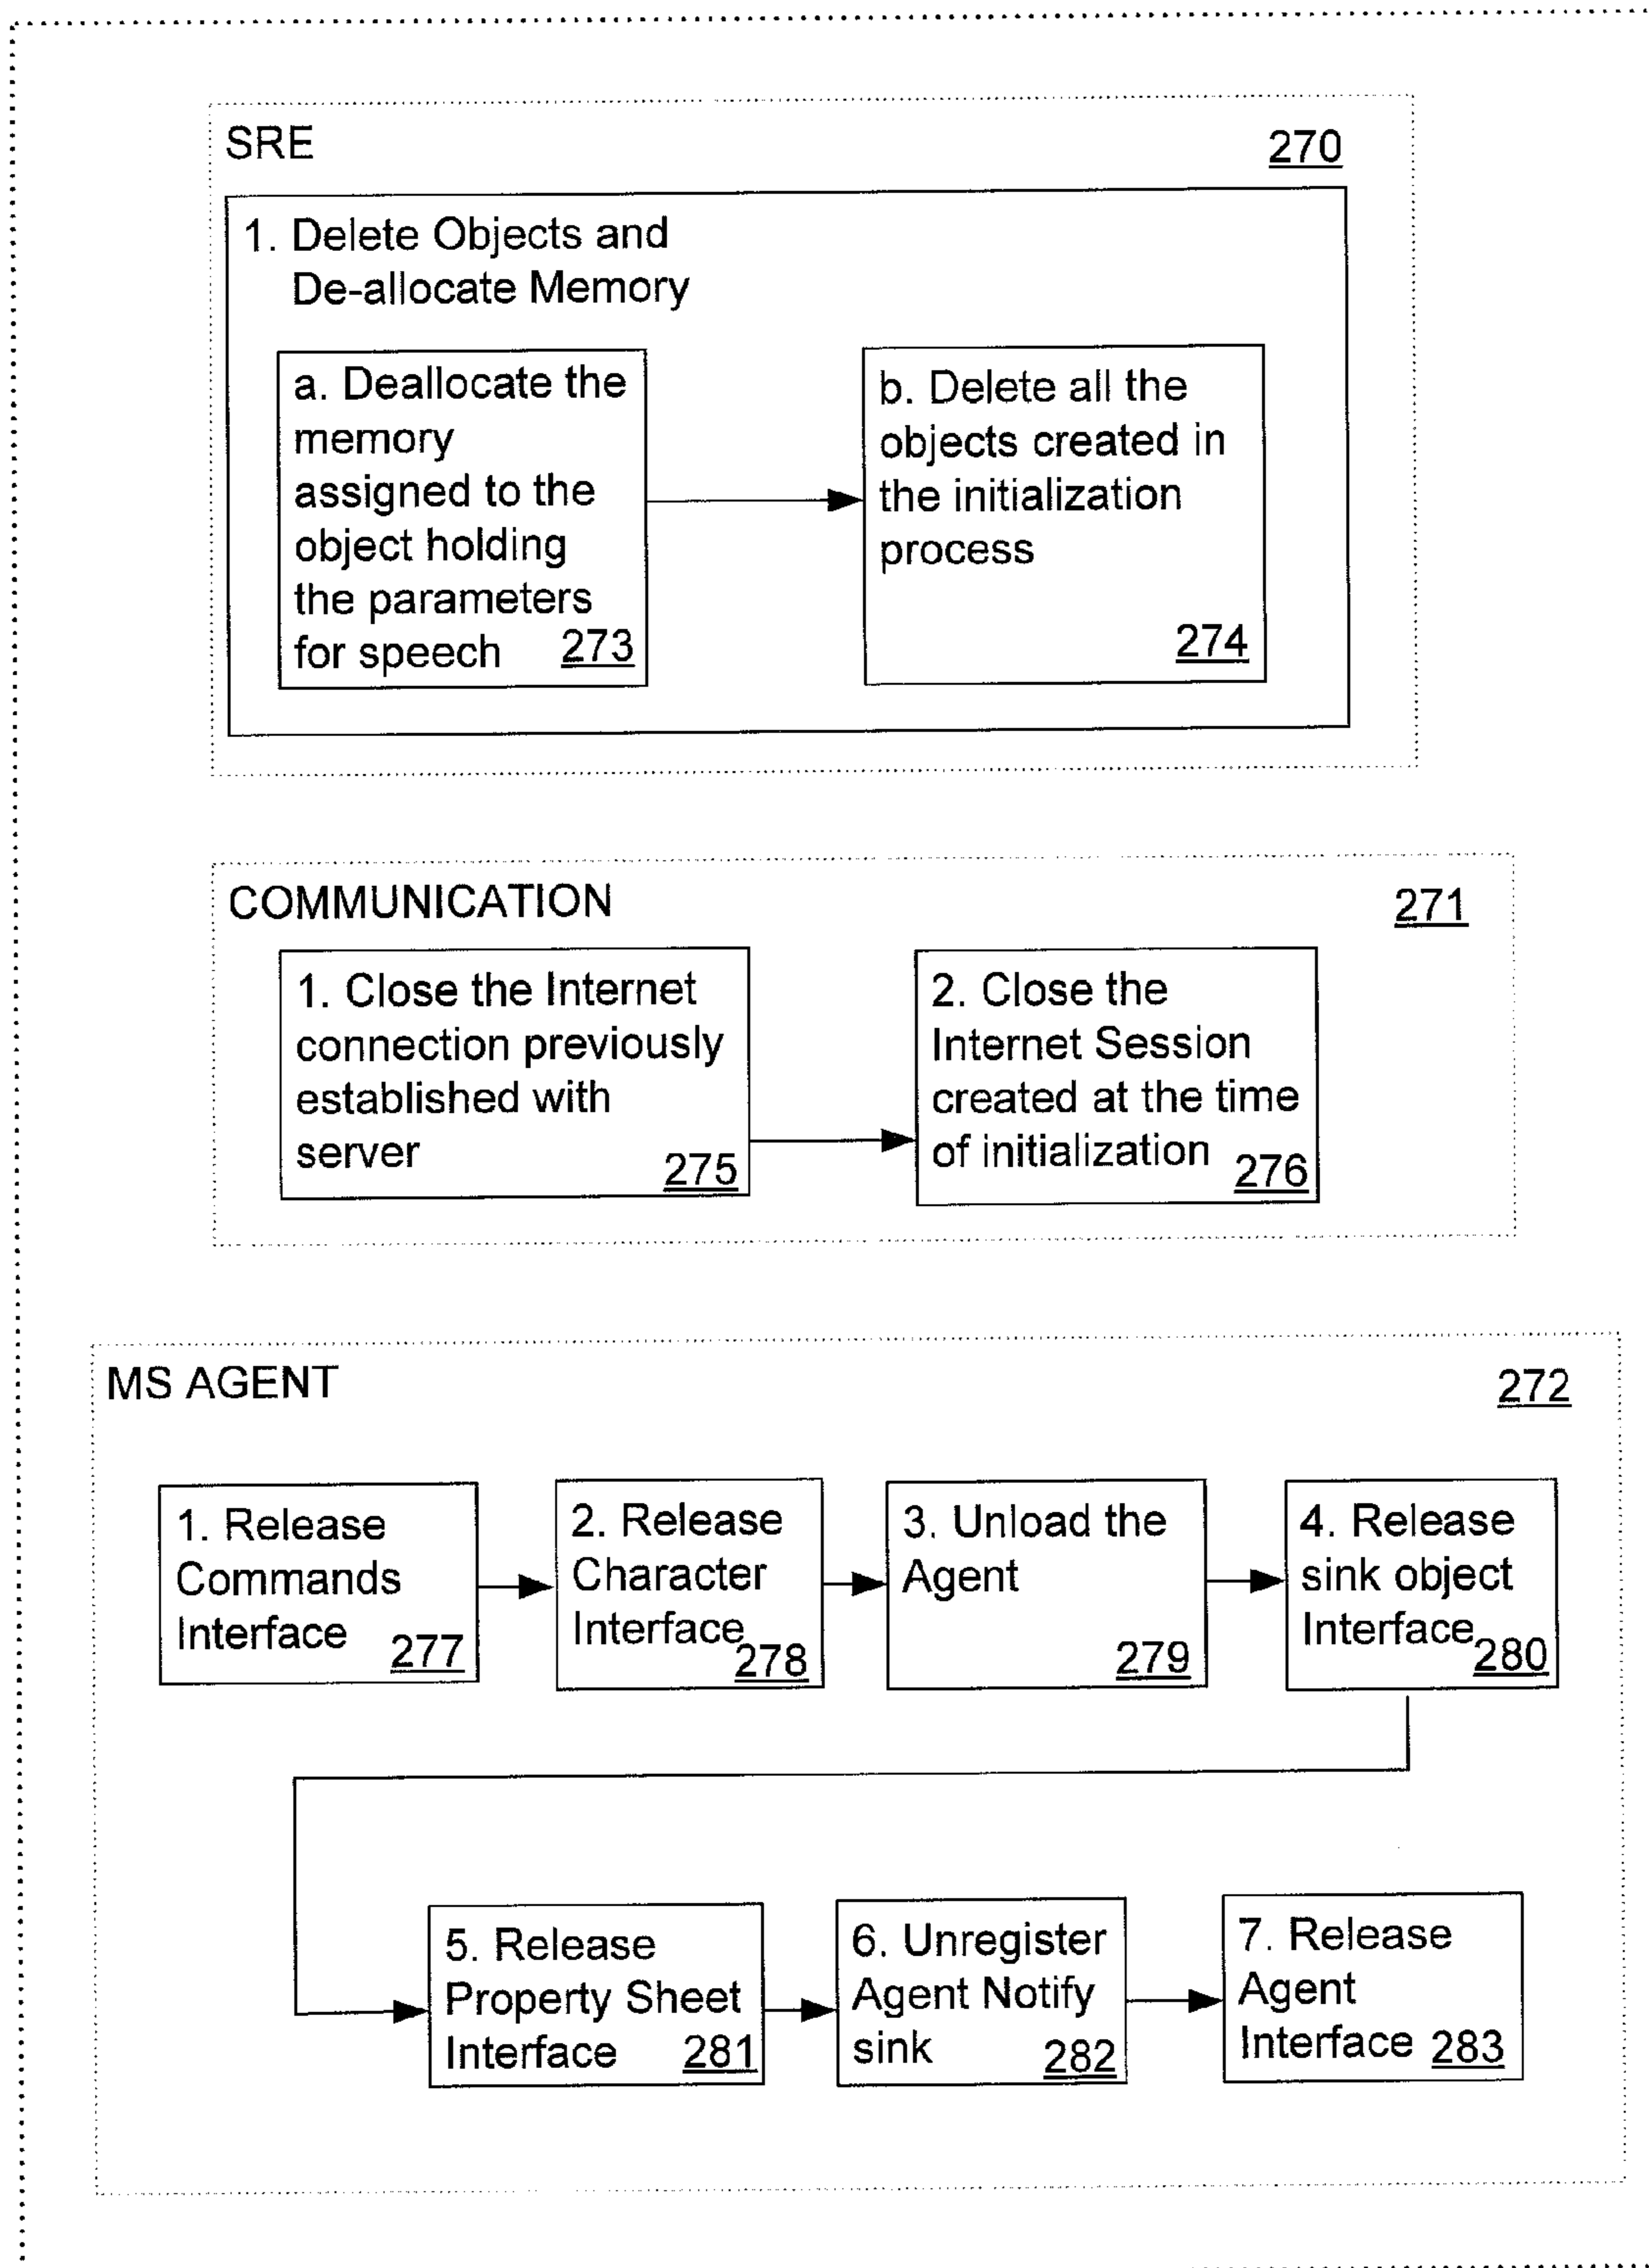 SRE
270
1. Delete Objects and
De-allocate Memory
a. Deallocate the
memory
assigned to the
object holding
the parameters
for speech 273
b. Delete all the
objects created in
the initialization
process
274
COMMUNICATION
271
1. Close the Internet
connection previously
established with
server 275
2. Close the
Internet Session
created at the time
of initialization 276
MS AGENT
272
1. Release
Commands
Interface 277
2. Release
Character
Interface 278
3. Unload the
Agent
279
4. Release
sink object
Interface 280
5. Release
Property Sheet
Interface 281
6. Unregister
Agent Notify
sink 282
7. Release
Agent
Interface 283